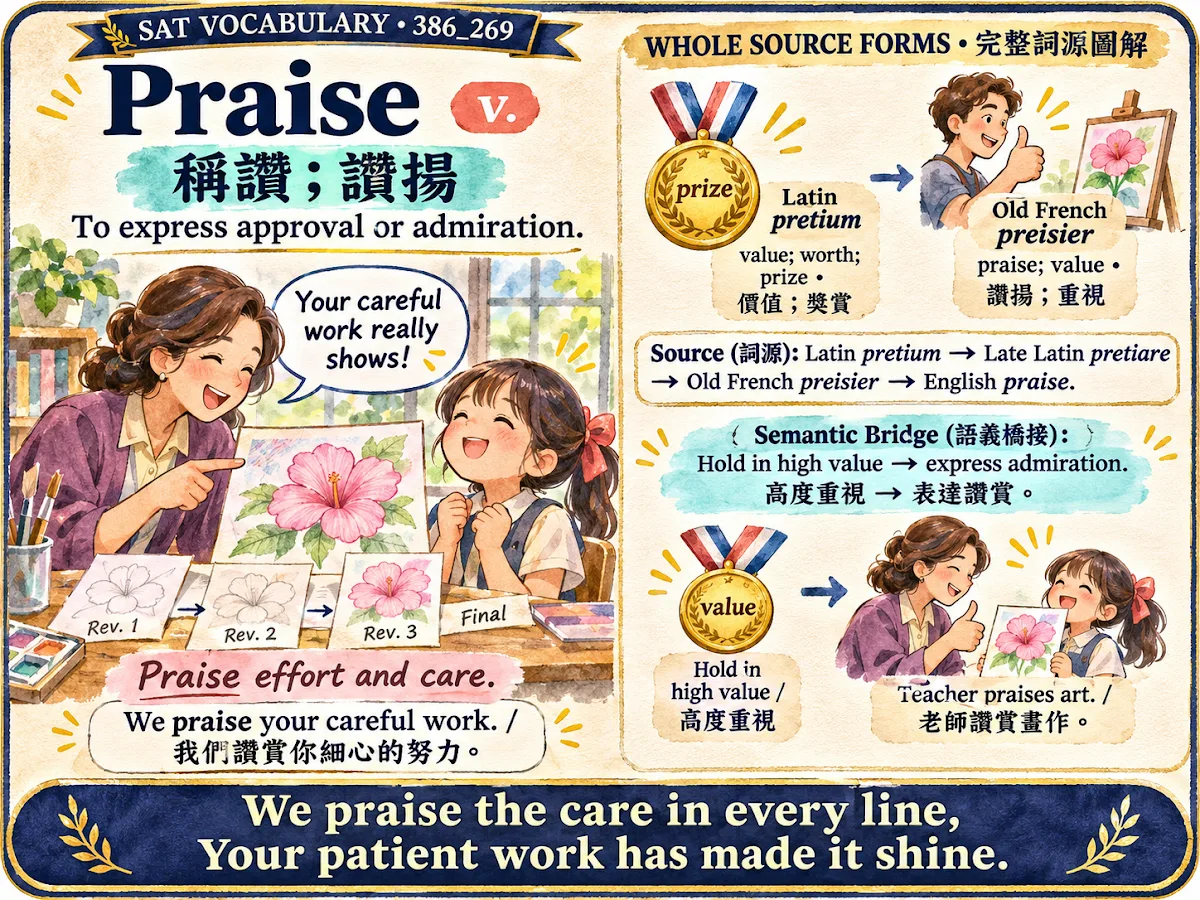 SAT VOCABULARY • 386_269
Praise v.
稱讚；讚揚
To express approval or admiration.
Your careful
work really
shows!
Rev. 1
Rev. 2
Rev. 3
Final
Praise effort and care.
We praise your careful work. /
我們讚賞你細心的努力。
WHOLE SOURCE FORMS • 完整詞源圖解
prize
Latin
pretium
value; worth;
prize •
價值；獎賞
Old French
preisier
praise; value •
讚揚；重視
Source (詞源): Latin pretium → Late Latin pretiare
→ Old French preisier → English praise.
Semantic Bridge (語義橋接):
Hold in high value → express admiration.
高度重視 → 表達讚賞。
value
Hold in
high value /
高度重視
Teacher praises art. /
老師讚賞畫作。
We praise the care in every line,
Your patient work has made it shine.